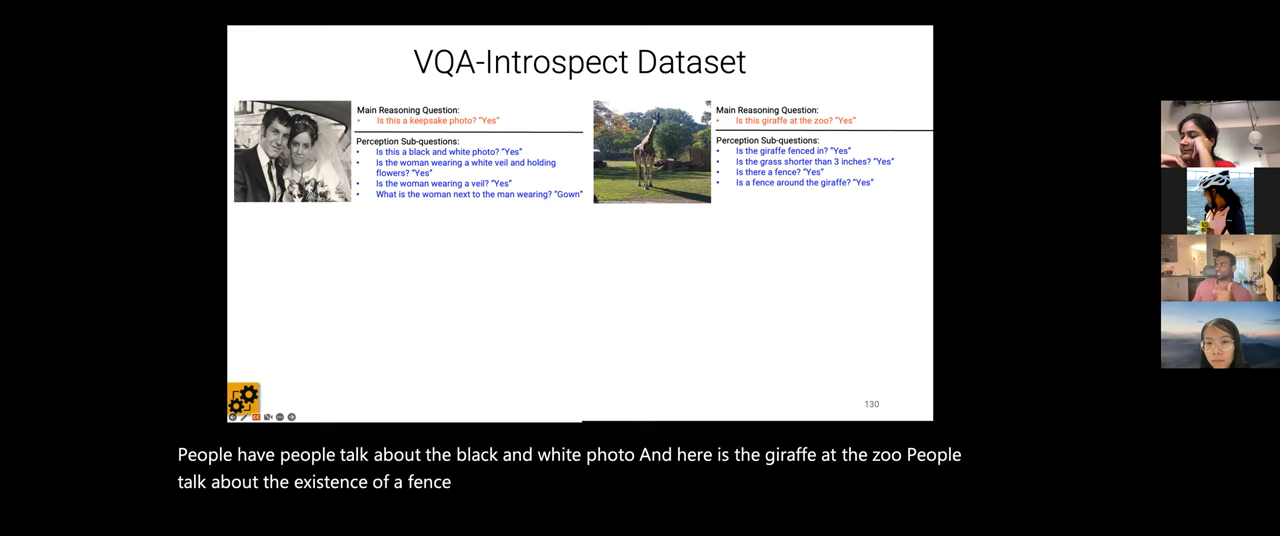 VQA-Introspect Dataset
Main Reasoning Question:
• Is this a keepsake photo? “Yes”
Perception Sub-questions:
• Is this a black and white photo? “Yes”
• Is the woman wearing a white veil and holding
flowers? “Yes”
• Is the woman wearing a veil? “Yes”
• What is the woman next to the man wearing? “Gown”
Main Reasoning Question:
• Is this giraffe at the zoo? “Yes”
Perception Sub-questions:
• Is the giraffe fenced in? “Yes”
• Is the grass shorter than 3 inches? “Yes”
• Is there a fence? “Yes”
• Is a fence around the giraffe? “Yes”
130
People have people talk about the black and white photo And here is the giraffe at the zoo People
talk about the existence of a fence